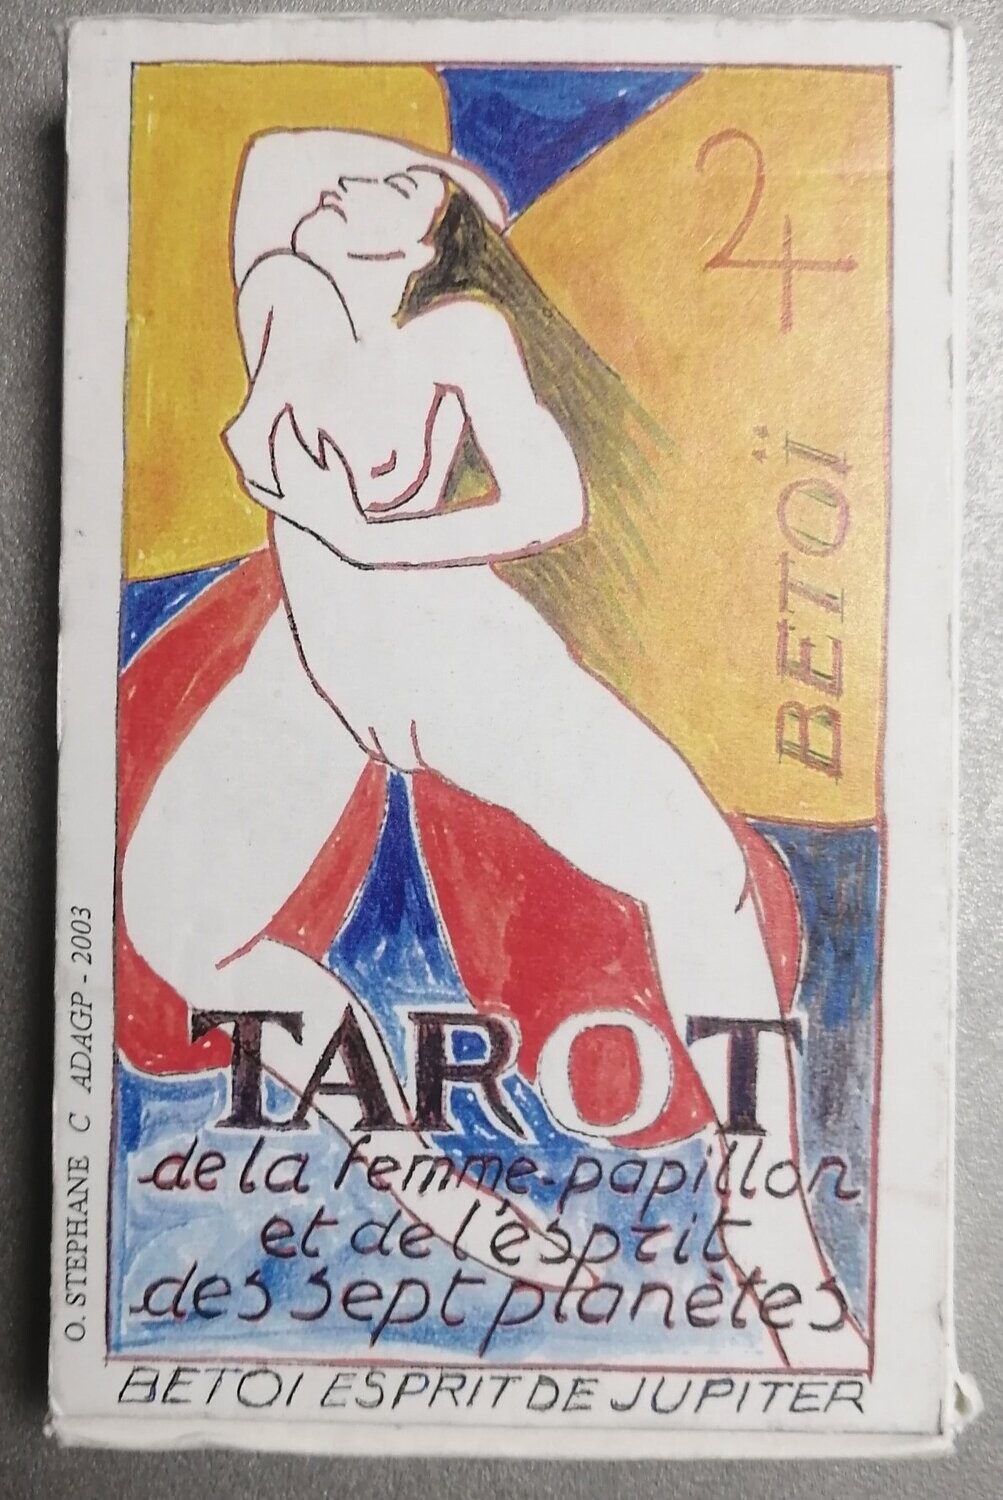 BETOÏ
TAROT
de la femme-papillon
et de l'esprit
des sept planètes
BETOI ESPRIT DE JUPITER
O. STEPHANE C ADAGP - 2003